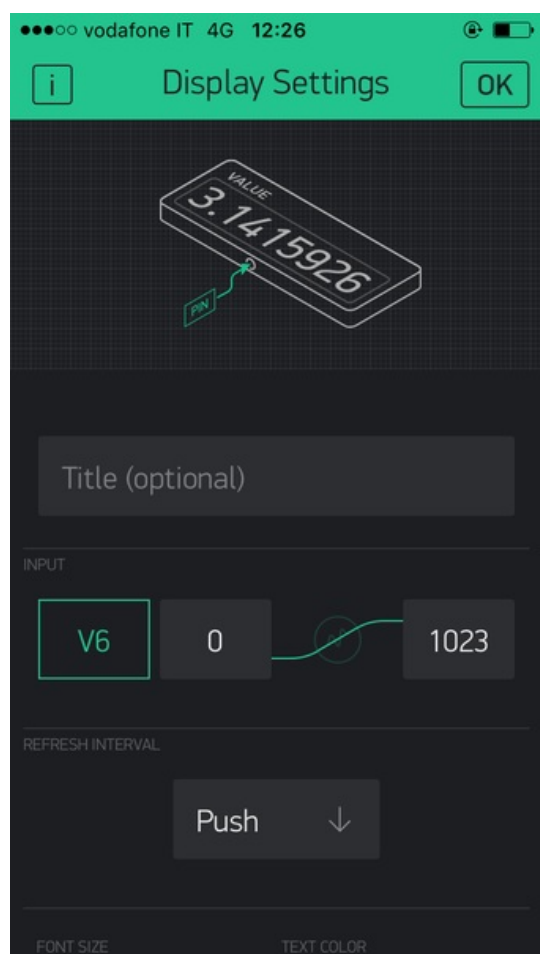 vodafone IT 4G 12:26
i Display Settings OK
VALUE
3.1415926
PIN
Title (optional)
INPUT
V6 0 1023
REFRESH INTERVAL
Push
FONT SIZE TEXT COLOR